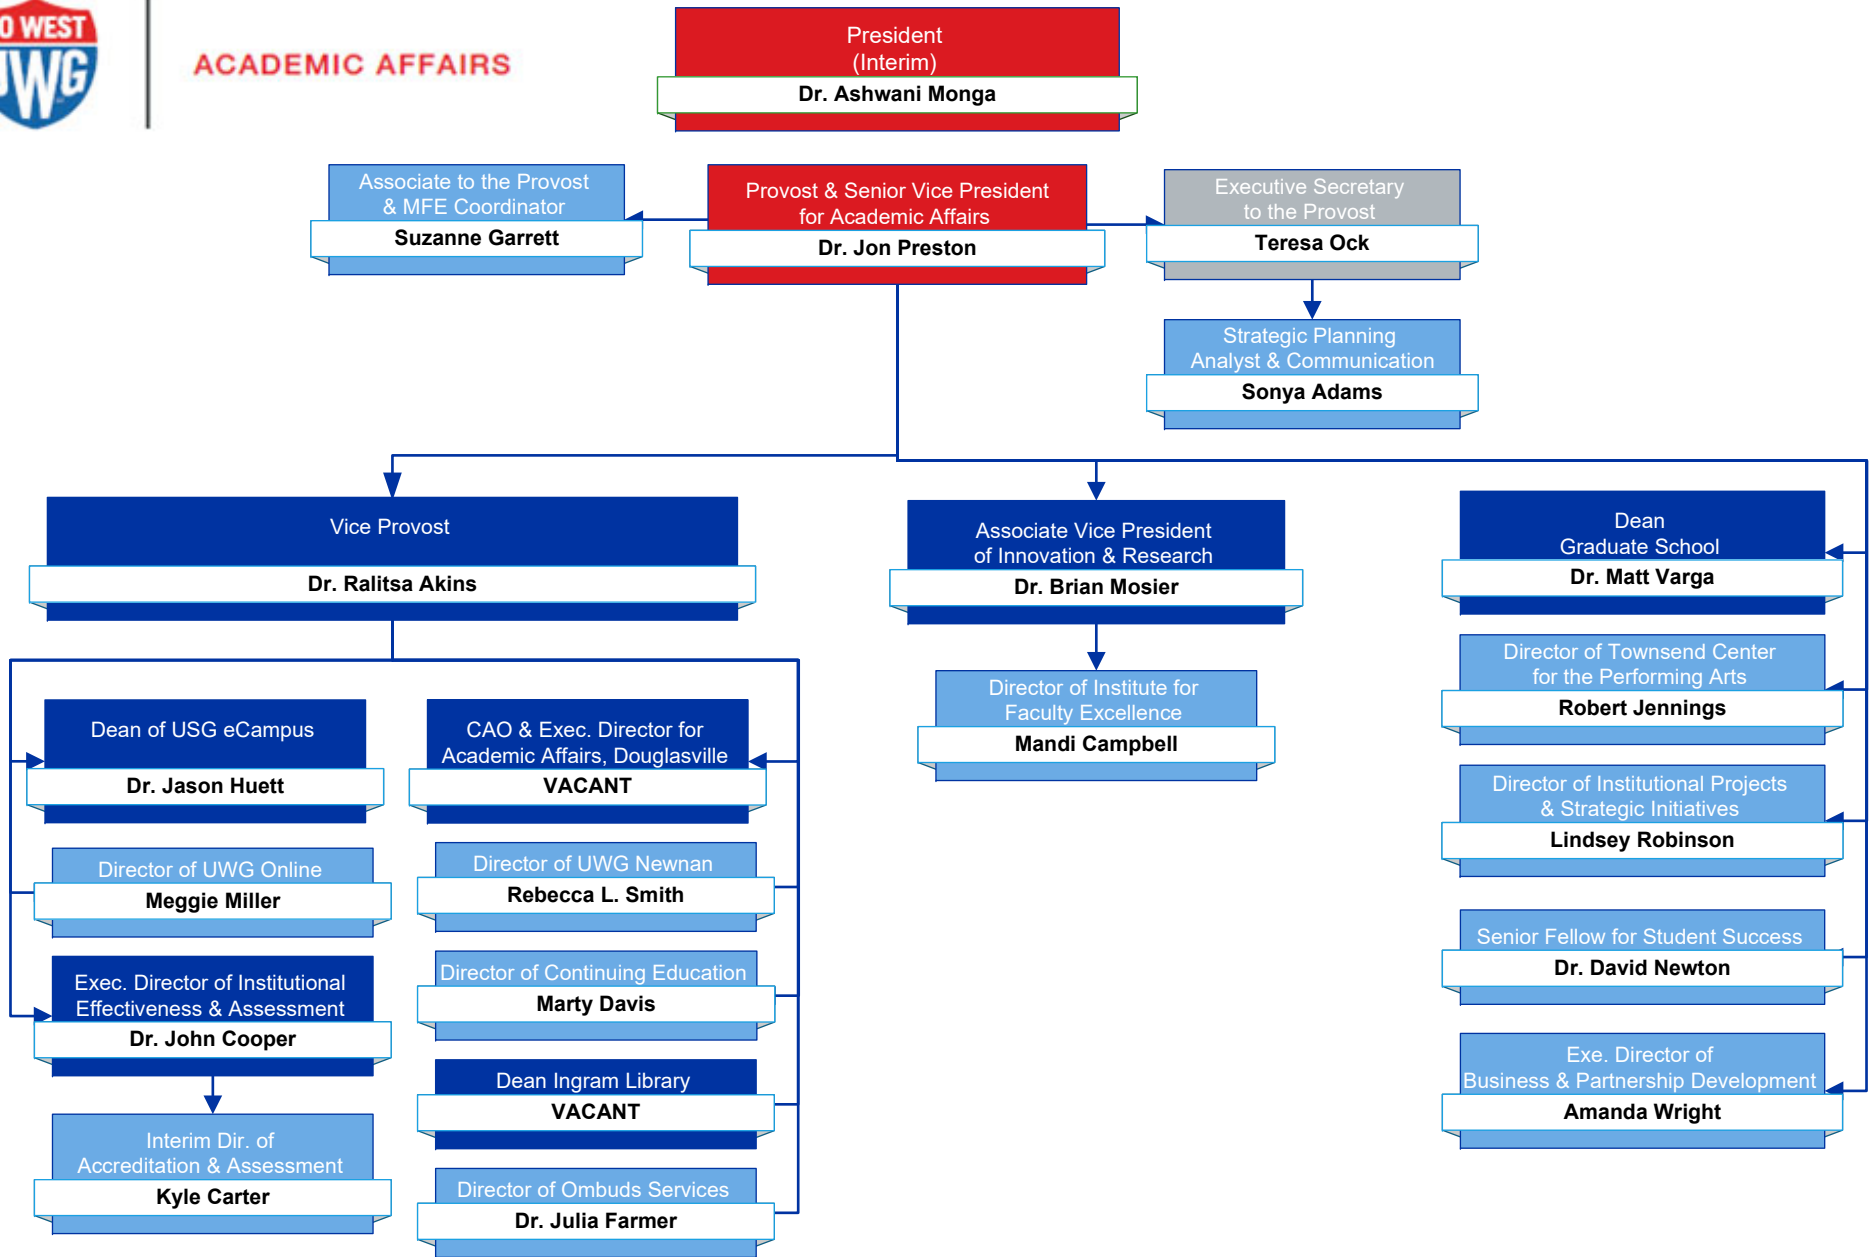 O WEST
UWG
ACADEMIC AFFAIRS
President
(Interim)
Dr. Ashwani Monga
Associate to the Provost
& MFE Coordinator
Suzanne Garrett
Provost & Senior Vice President
for Academic Affairs
Dr. Jon Preston
Executive Secretary
to the Provost
Teresa Ock
Strategic Planning
Analyst & Communication
Sonya Adams
Vice Provost
Dr. Ralitsa Akins
Associate Vice President
of Innovation & Research
Dr. Brian Mosier
Dean
Graduate School
Dr. Matt Varga
Director of Townsend Center
for the Performing Arts
Robert Jennings
Director of Institute for
Faculty Excellence
Mandi Campbell
Dean of USG eCampus
Dr. Jason Huett
CAO & Exec. Director for
Academic Affairs, Douglasville
VACANT
Director of Institutional Projects
& Strategic Initiatives
Lindsey Robinson
Director of UWG Online
Meggie Miller
Director of UWG Newnan
Rebecca L. Smith
Senior Fellow for Student Success
Dr. David Newton
Exec. Director of Institutional
Effectiveness & Assessment
Dr. John Cooper
Director of Continuing Education
Marty Davis
Exe. Director of
Business & Partnership Development
Amanda Wright
Dean Ingram Library
VACANT
Interim Dir. of
Accreditation & Assessment
Kyle Carter
Director of Ombuds Services
Dr. Julia Farmer